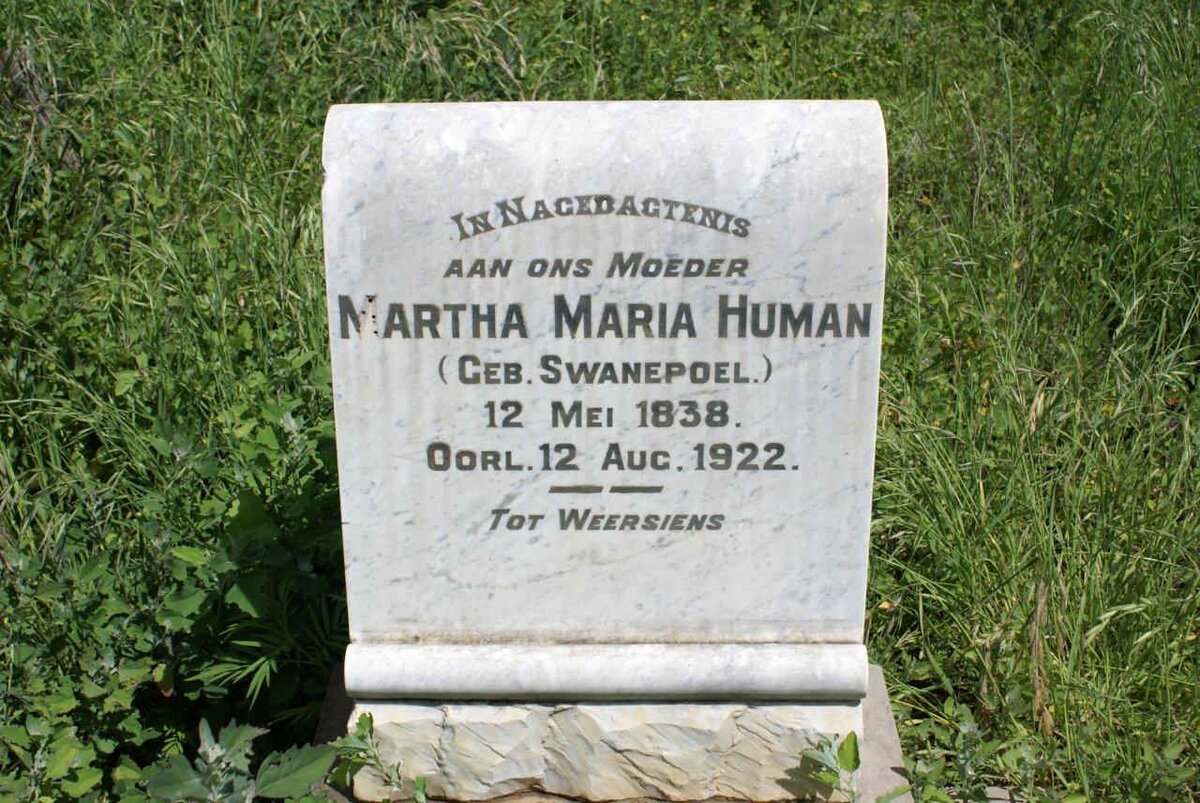 In Nagedagtenis
aan ons Moeder
Martha Maria Human
(Geb. Swanepoel.)
12 Mei 1838.
Oorl. 12 Aug. 1922.
Tot Weersiens